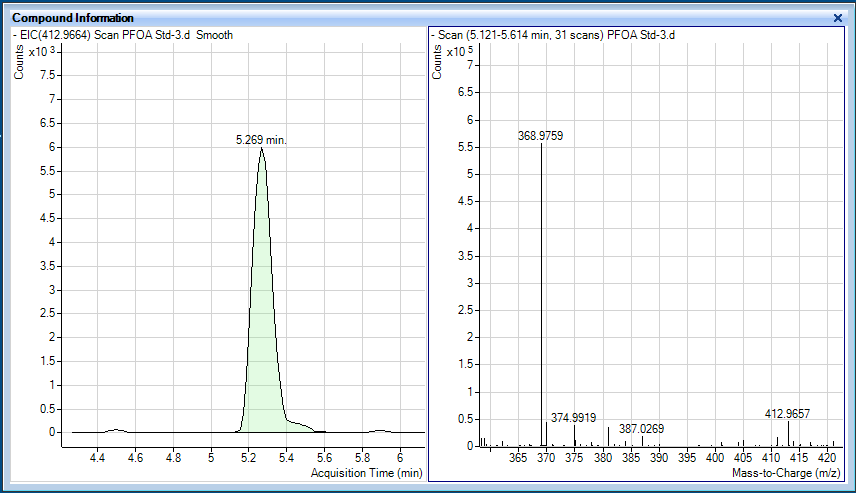 Compound Information
- EIC(412.9664) Scan PFOA Std-3.d Smooth
Counts
x10 3
7.5
7
6.5
6
5.5
5
4.5
4
3.5
3
2.5
2
1.5
1
0.5
0
5.269 min.
4.4 4.6 4.8 5 5.2 5.4 5.6 5.8 6
Acquisition Time (min)
- Scan (5.121-5.614 min, 31 scans) PFOA Std-3.d
Counts
x10 5
7
6.5
6
5.5
5
4.5
4
3.5
3
2.5
2
1.5
1
0.5
0
368.9759
374.9919
387.0269
412.9657
365 370 375 380 385 390 395 400 405 410 415 420
Mass-to-Charge (m/z)